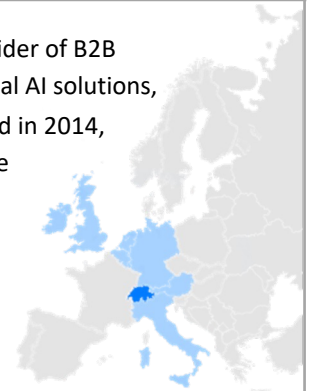 ider of B2B
al AI solutions,
d in 2014,
e